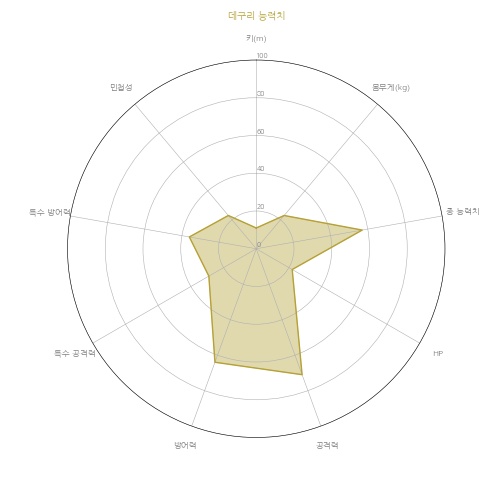 데구리 능력치
키(m)
몸무게(kg)
총 능력치
HP
공격력
방어력
특수 공격력
특수 방어력
민첩성
100
80
60
40
20
0